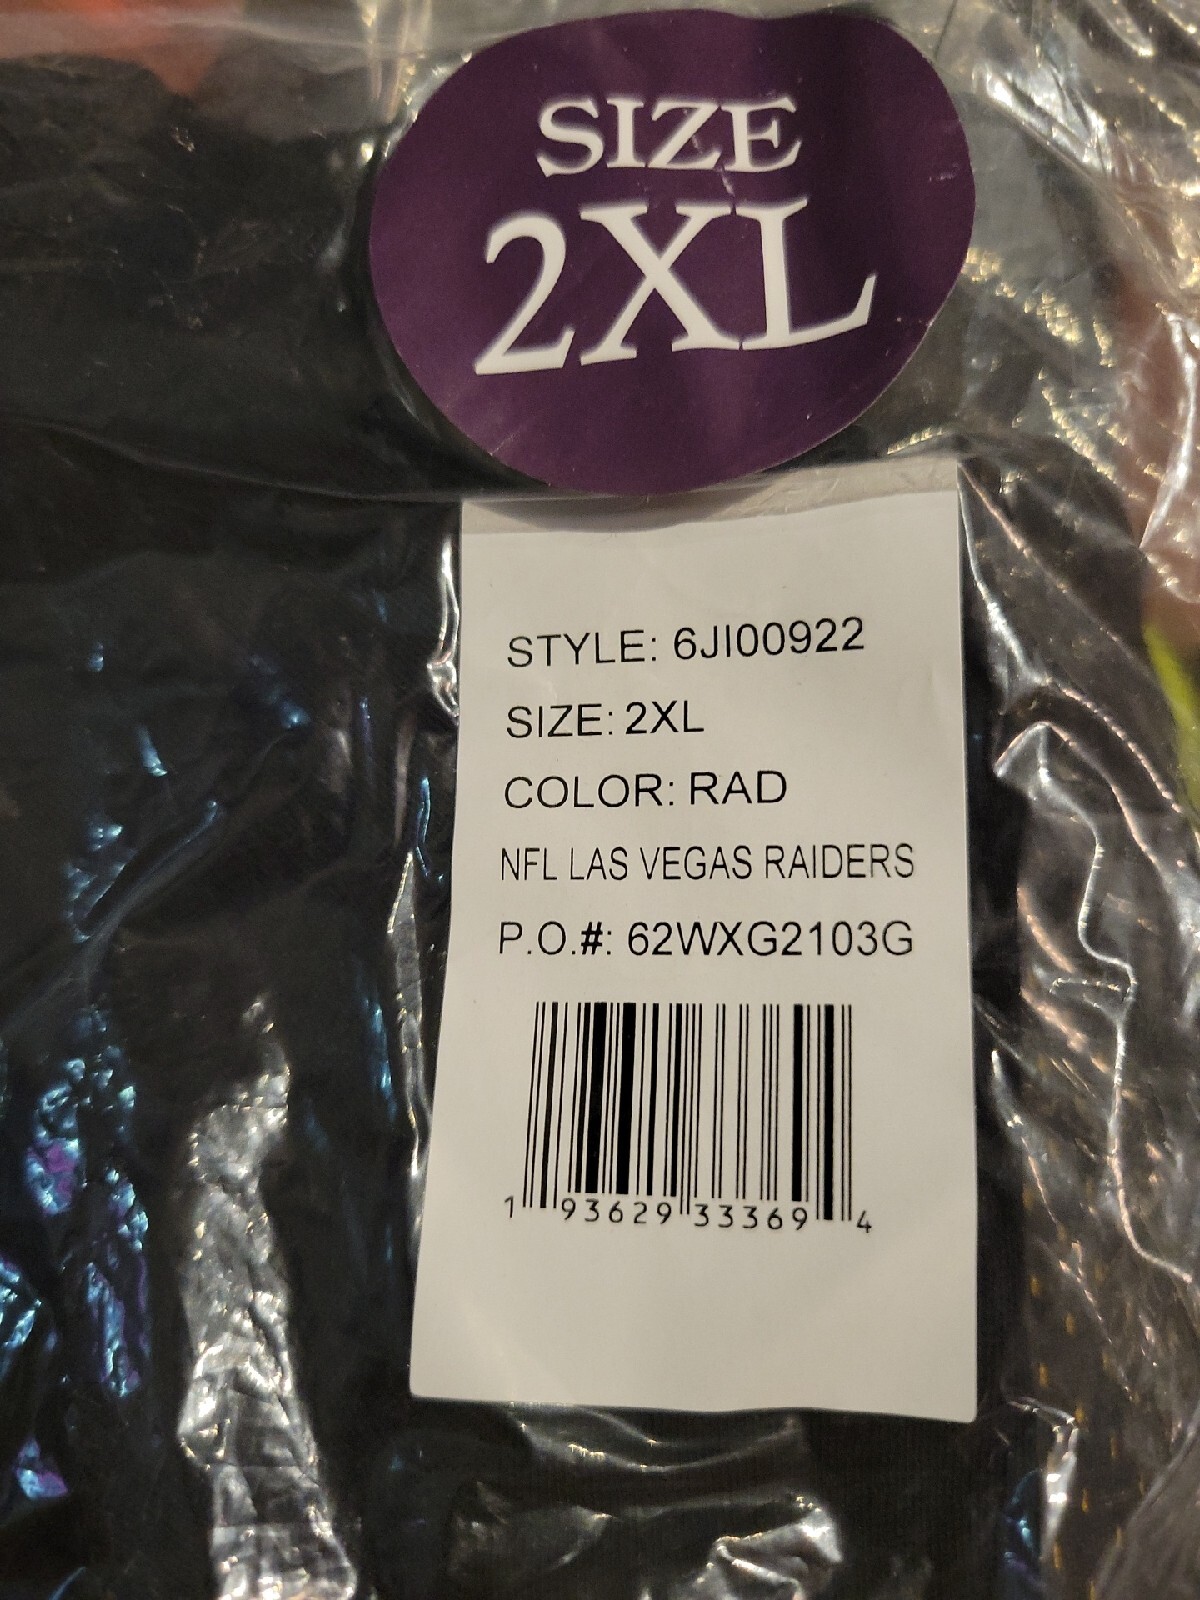 SIZE
2XL
STYLE: 6JI00922
SIZE: 2XL
COLOR: RAD
NFL LAS VEGAS RAIDERS
P.O.#: 62WXG2103G
1 93629 33369 4